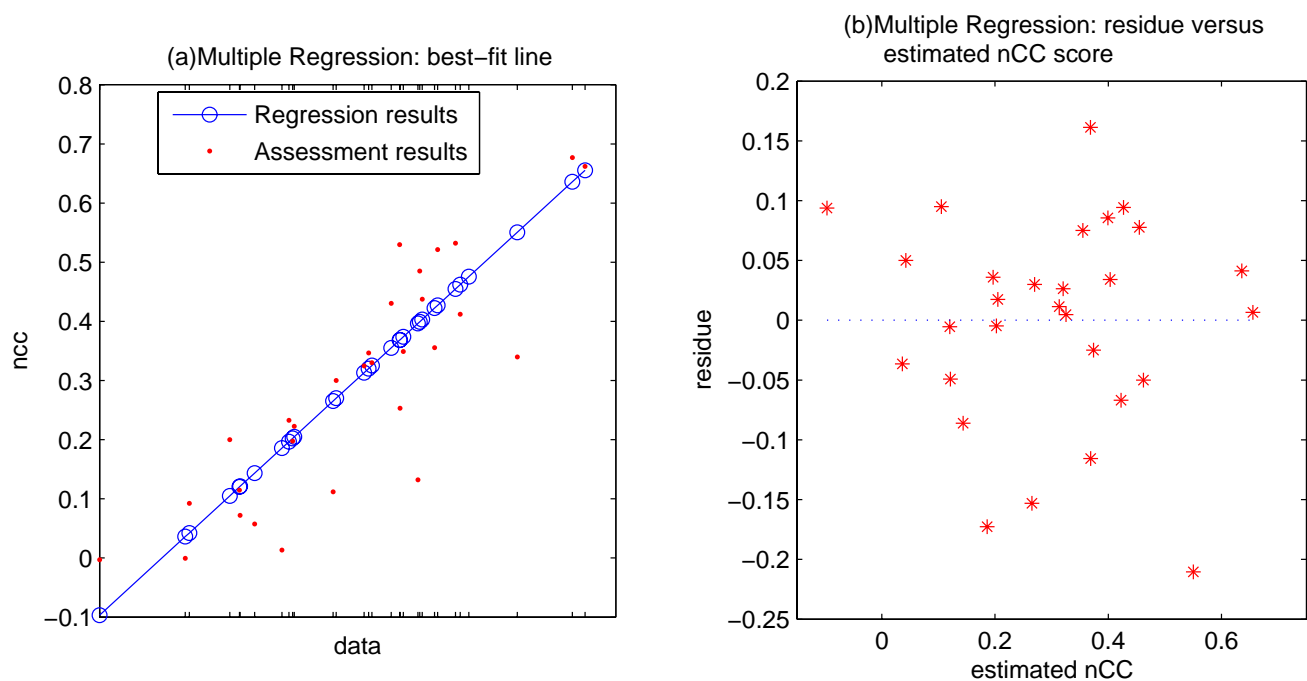 (a)Multiple Regression: best−fit line
0.8
0.7
0.6
0.5
0.4
0.3
0.2
0.1
0
−0.1
ncc
data
Regression results
Assessment results
(b)Multiple Regression: residue versus
estimated nCC score
0.2
0.15
0.1
0.05
0
−0.05
−0.1
−0.15
−0.2
−0.25
residue
0 0.2 0.4 0.6
estimated nCC